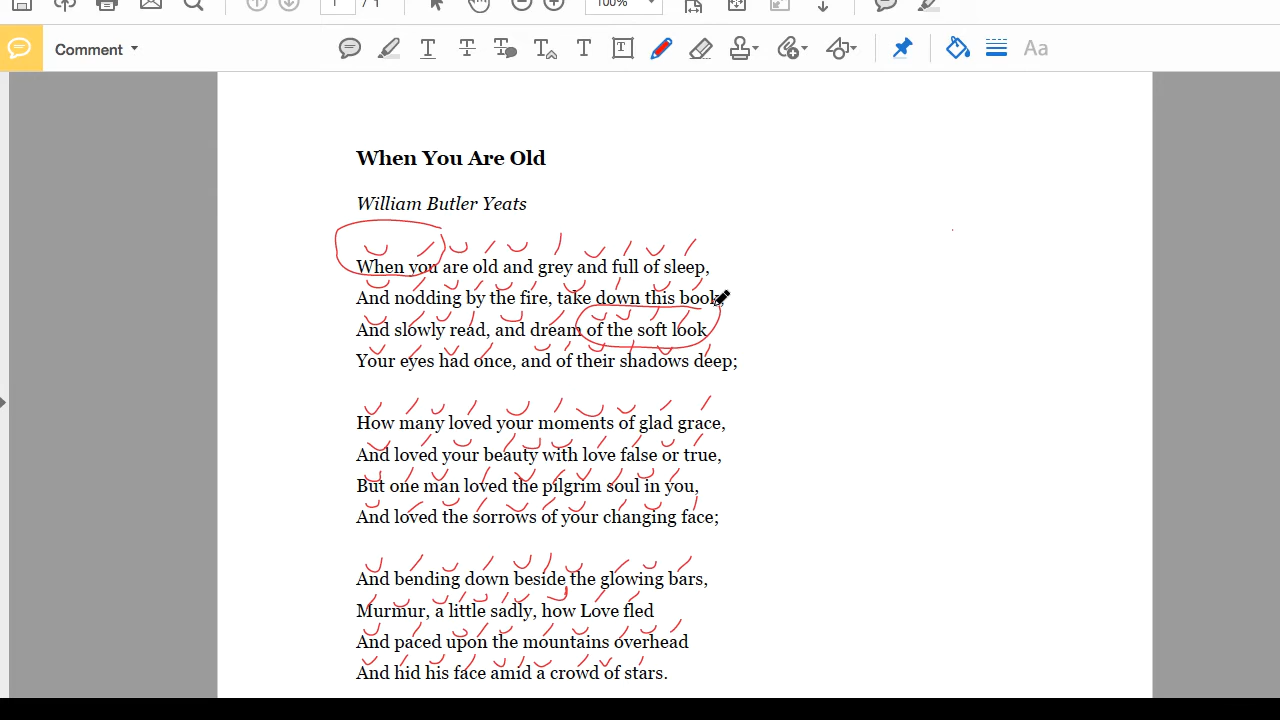 1 / 1
100%
Comment
Aa
When You Are Old
William Butler Yeats
When you are old and grey and full of sleep,
And nodding by the fire, take down this book,
And slowly read, and dream of the soft look
Your eyes had once, and of their shadows deep;
How many loved your moments of glad grace,
And loved your beauty with love false or true,
But one man loved the pilgrim soul in you,
And loved the sorrows of your changing face;
And bending down beside the glowing bars,
Murmur, a little sadly, how Love fled
And paced upon the mountains overhead
And hid his face amid a crowd of stars.